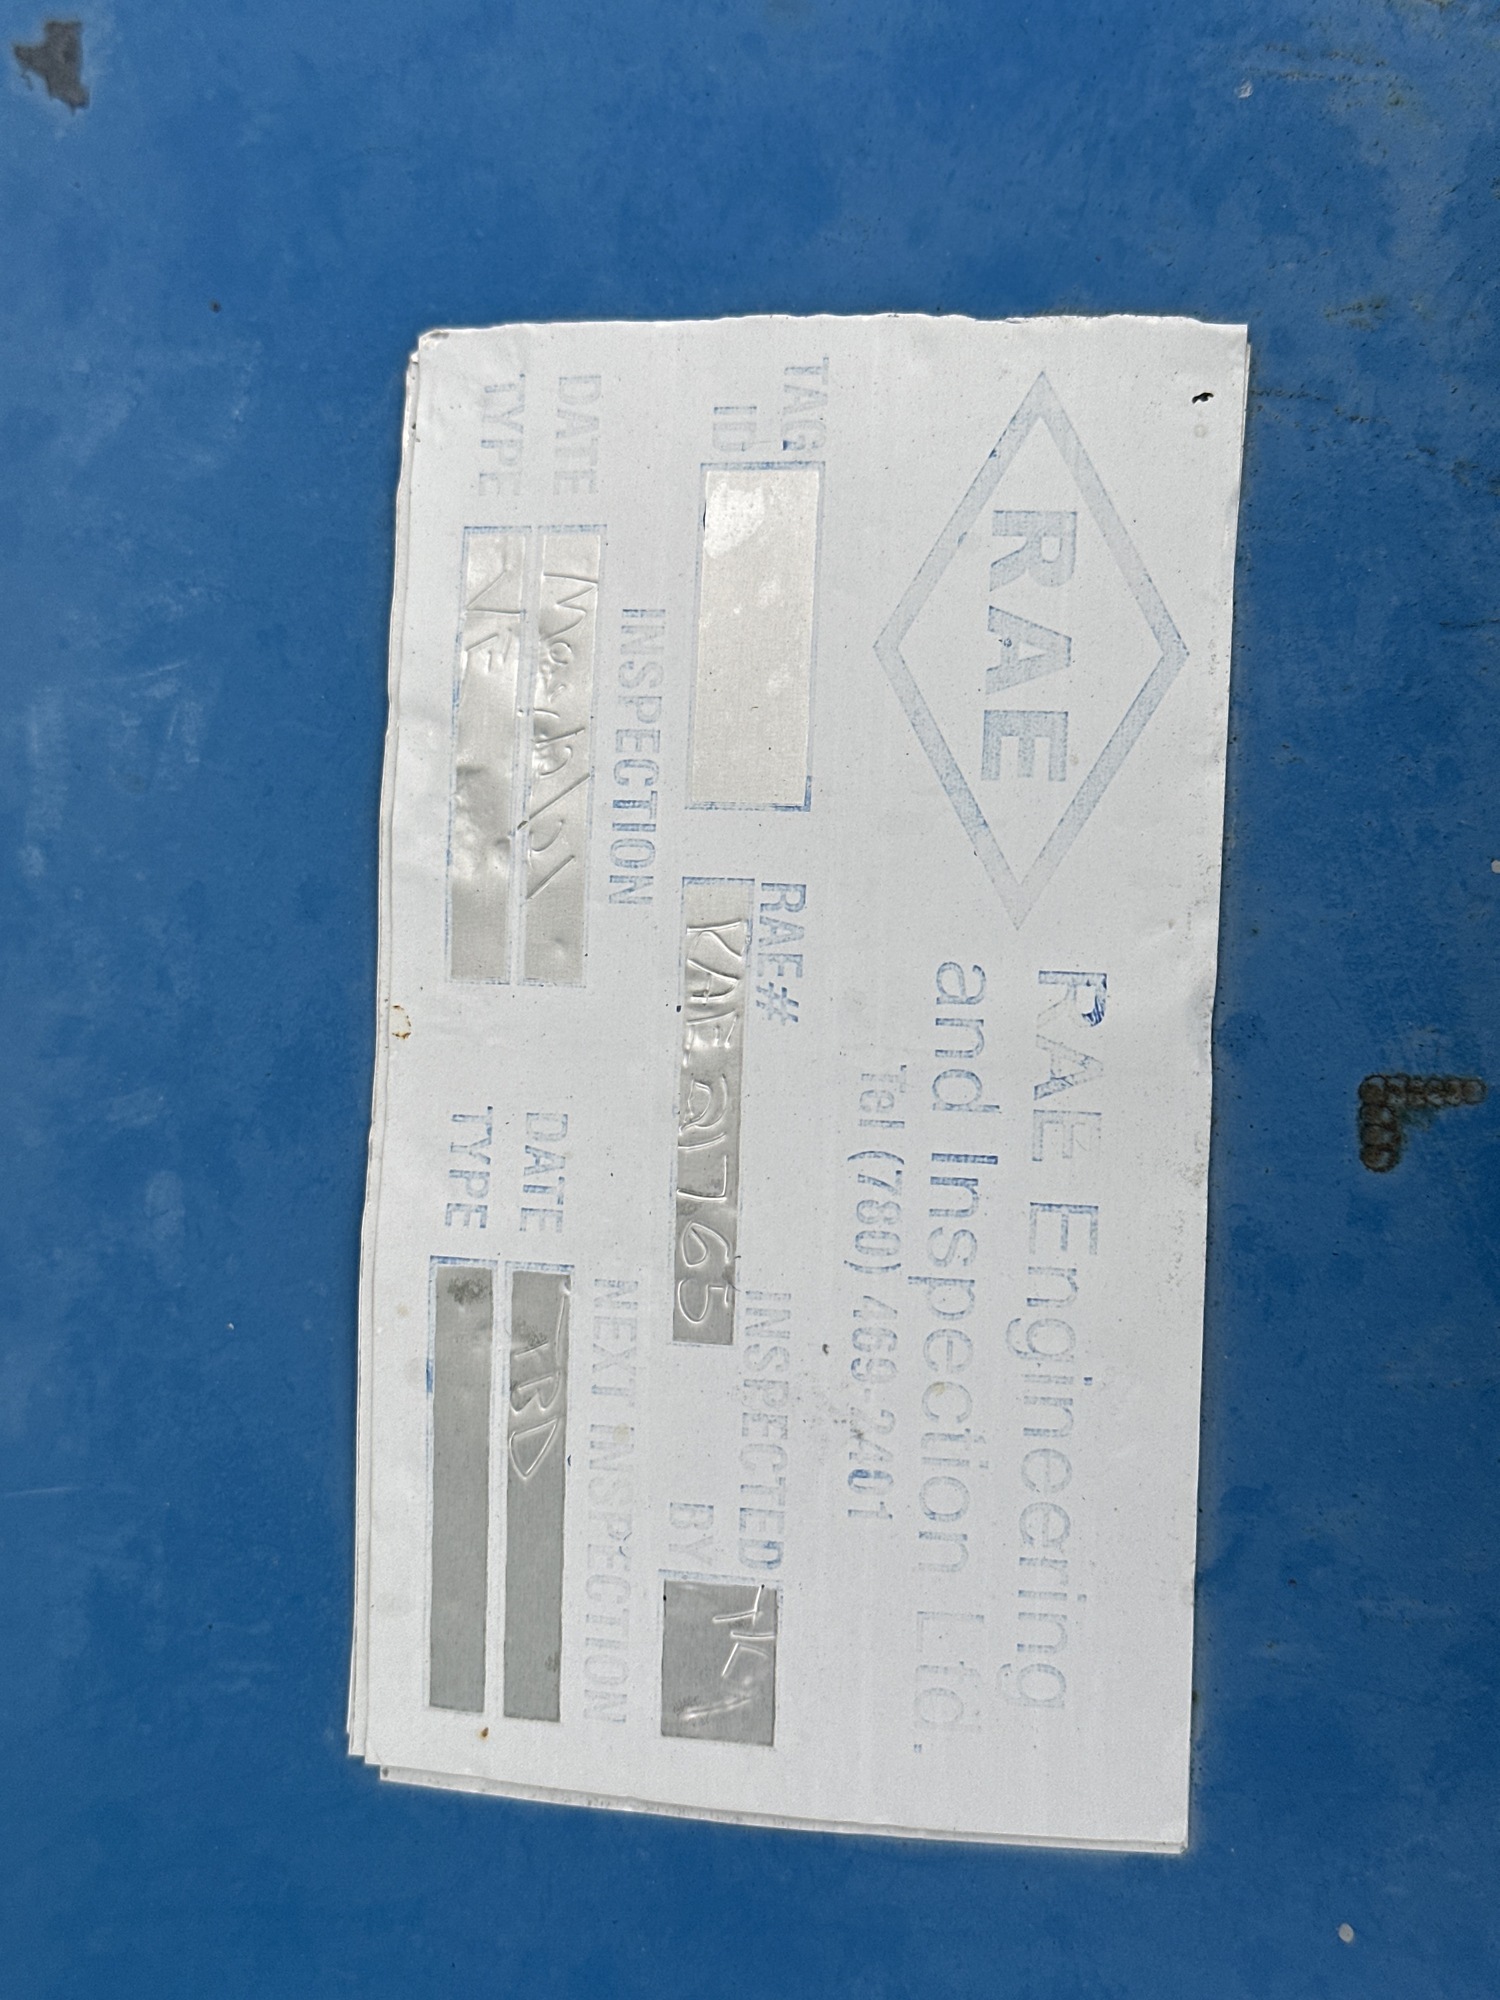 RAE
RAE Engineering
and Inspection Ltd.
Tel (780) 469-2401
TAG
ID
RAE#
RAE 21765
INSPECTED
BY
INSPECTION
DATE
TYPE
NEXT INSPECTION
DATE TBD
TYPE